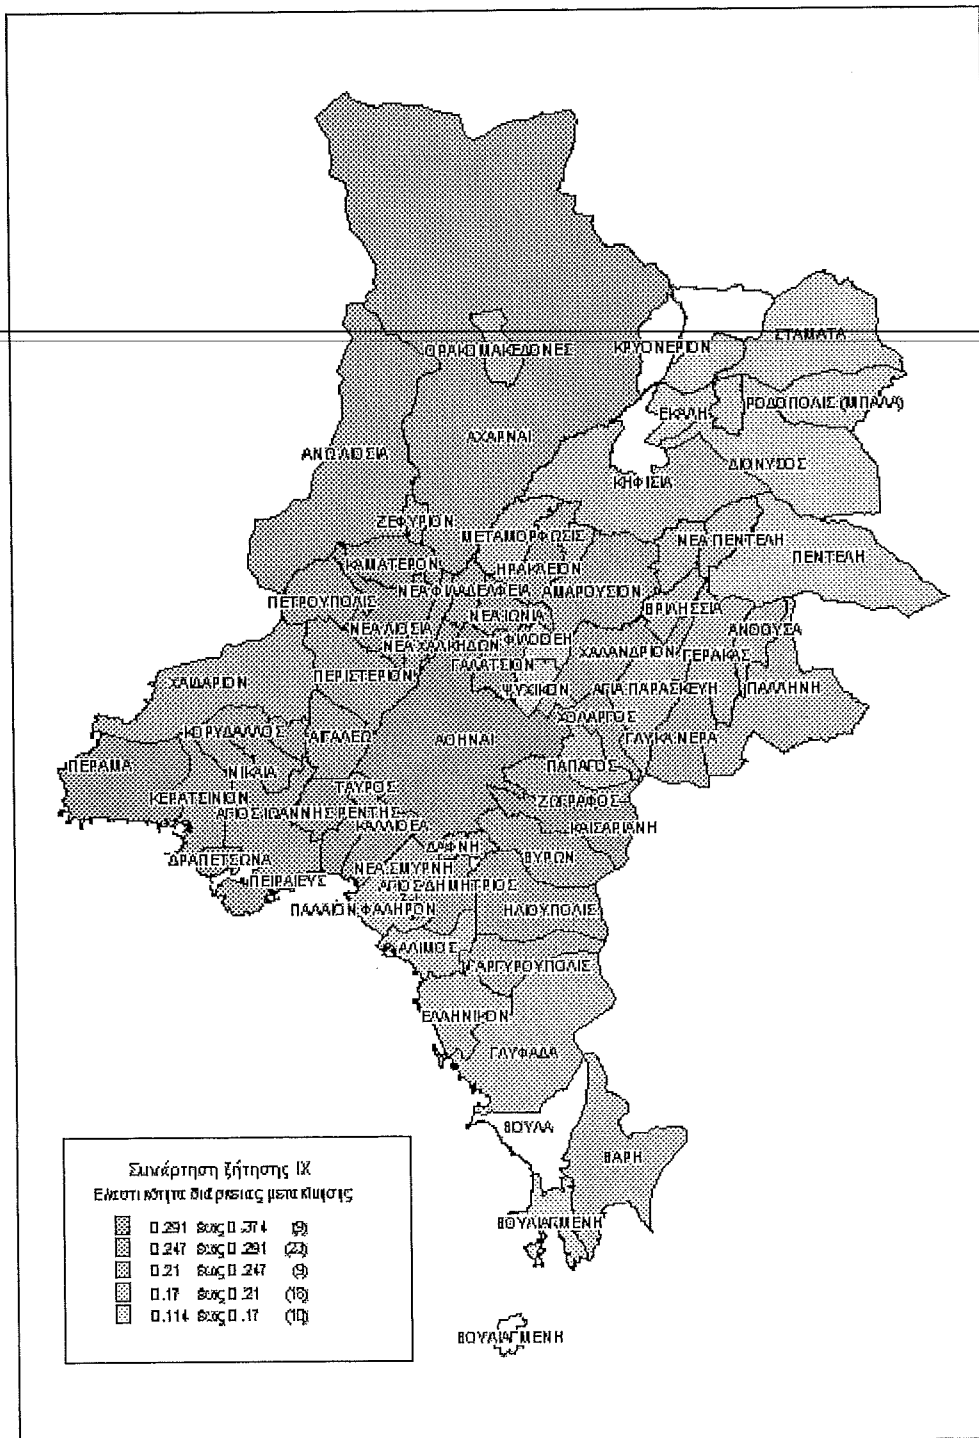 ΣΤΑΜΑΤΑ
ΘΡΑΚΟΜΑΚΕΔΟΝΕΣ
ΚΡΥΟΝΕΡΙΟΝ
ΡΟΔΟΠΟΛΙΣ (ΜΠΑΛΑ)
ΕΚΑΛΗ
ΑΧΑΡΝΑΙ
ΑΝΩ ΛΙΟΣΙΑ
ΔΙΟΝΥΣΟΣ
ΚΗΦΙΣΙΑ
ΖΕΦΥΡΙΟΝ
ΜΕΤΑΜΟΡΦΩΣΙΣ
ΝΕΑ ΠΕΝΤΕΛΗ
ΠΕΝΤΕΛΗ
ΚΑΜΑΤΕΡΟΝ
ΗΡΑΚΛΕΙΟΝ
ΝΕΑ ΦΙΛΑΔΕΛΦΕΙΑ
ΑΜΑΡΟΥΣΙΟΝ
ΠΕΤΡΟΥΠΟΛΙΣ
ΒΡΙΛΗΣΣΙΑ
ΝΕΑ ΙΩΝΙΑ
ΝΕΑ ΛΙΟΣΙΑ
ΑΝΘΟΥΣΑ
ΝΕΑ ΧΑΛΚΗΔΩΝ
ΦΙΛΟΘΕΗ
ΧΑΛΑΝΔΡΙΟΝ
ΓΕΡΑΚΑΣ
ΓΑΛΑΤΣΙΟΝ
ΠΕΡΙΣΤΕΡΙΟΝ
ΧΑΙΔΑΡΙΟΝ
ΨΥΧΙΚΟΝ
ΑΓΙΑ ΠΑΡΑΣΚΕΥΗ
ΠΑΛΛΗΝΗ
ΧΟΛΑΡΓΟΣ
ΚΟΡΥΔΑΛΛΟΣ
ΑΙΓΑΛΕΩ
ΑΘΗΝΑΙ
ΓΛΥΚΑ ΝΕΡΑ
ΠΕΡΑΜΑ
ΝΙΚΑΙΑ
ΠΑΠΑΓΟΣ
ΤΑΥΡΟΣ
ΚΕΡΑΤΣΙΝΙΟΝ
ΖΩΓΡΑΦΟΣ
ΑΓΙΟΣ ΙΩΑΝΝΗΣ ΡΕΝΤΗΣ
ΚΑΛΛΙΘΕΑ
ΚΑΙΣΑΡΙΑΝΗ
ΔΑΦΝΗ
ΔΡΑΠΕΤΣΩΝΑ
ΒΥΡΩΝ
ΝΕΑ ΣΜΥΡΝΗ
ΠΕΙΡΑΙΕΥΣ
ΑΓΙΟΣ ΔΗΜΗΤΡΙΟΣ
ΠΑΛΑΙΟΝ ΦΑΛΗΡΟΝ
ΗΛΙΟΥΠΟΛΙΣ
ΑΛΙΜΟΣ
ΑΡΓΥΡΟΥΠΟΛΙΣ
ΕΛΛΗΝΙΚΟΝ
ΓΛΥΦΑΔΑ
ΒΟΥΛΑ
ΒΑΡΗ
ΒΟΥΛΙΑΓΜΕΝΗ
ΒΟΥΛΙΑΓΜΕΝΗ
Συνάρτηση ζήτησης ΙΧ
Ελαστικότητα διάρκειας μετακίνησης
0.291 έως 0.374 (9)
0.247 έως 0.291 (23)
0.21 έως 0.247 (9)
0.17 έως 0.21 (16)
0.114 έως 0.17 (10)